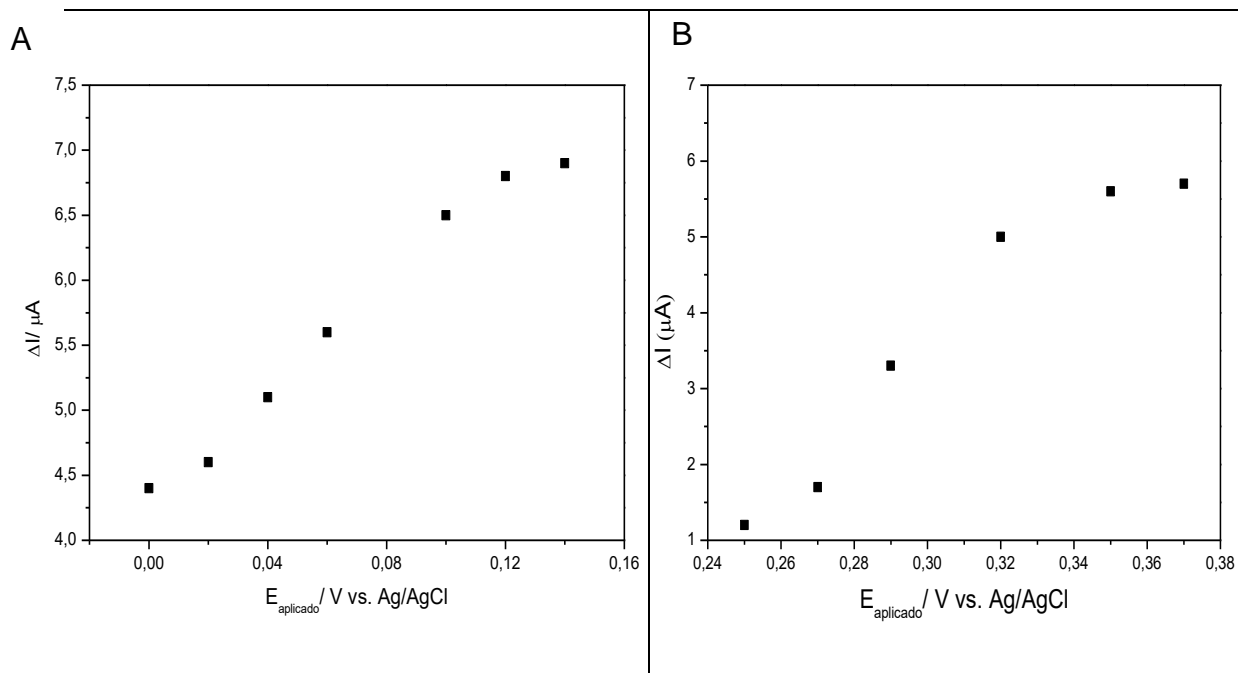 A
7,5
7,0
6,5
6,0
5,5
5,0
4,5
4,0
ΔI/ μA
0,00 0,04 0,08 0,12 0,16
E_aplicado/ V vs. Ag/AgCl
B
7
6
5
4
3
2
1
ΔI (μA)
0,24 0,26 0,28 0,30 0,32 0,34 0,36 0,38
E_aplicado/ V vs. Ag/AgCl